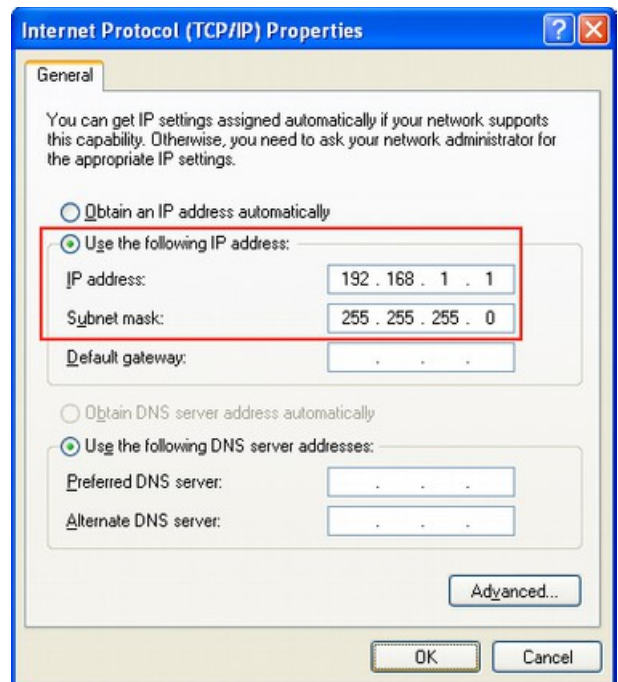 Internet Protocol (TCP/IP) Properties
General
You can get IP settings assigned automatically if your network supports
this capability. Otherwise, you need to ask your network administrator for
the appropriate IP settings.
Obtain an IP address automatically
Use the following IP address:
IP address: 192 . 168 . 1 . 1
Subnet mask: 255 . 255 . 255 . 0
Default gateway: . . .
Obtain DNS server address automatically
Use the following DNS server addresses:
Preferred DNS server: . . .
Alternate DNS server: . . .
Advanced...
OK Cancel